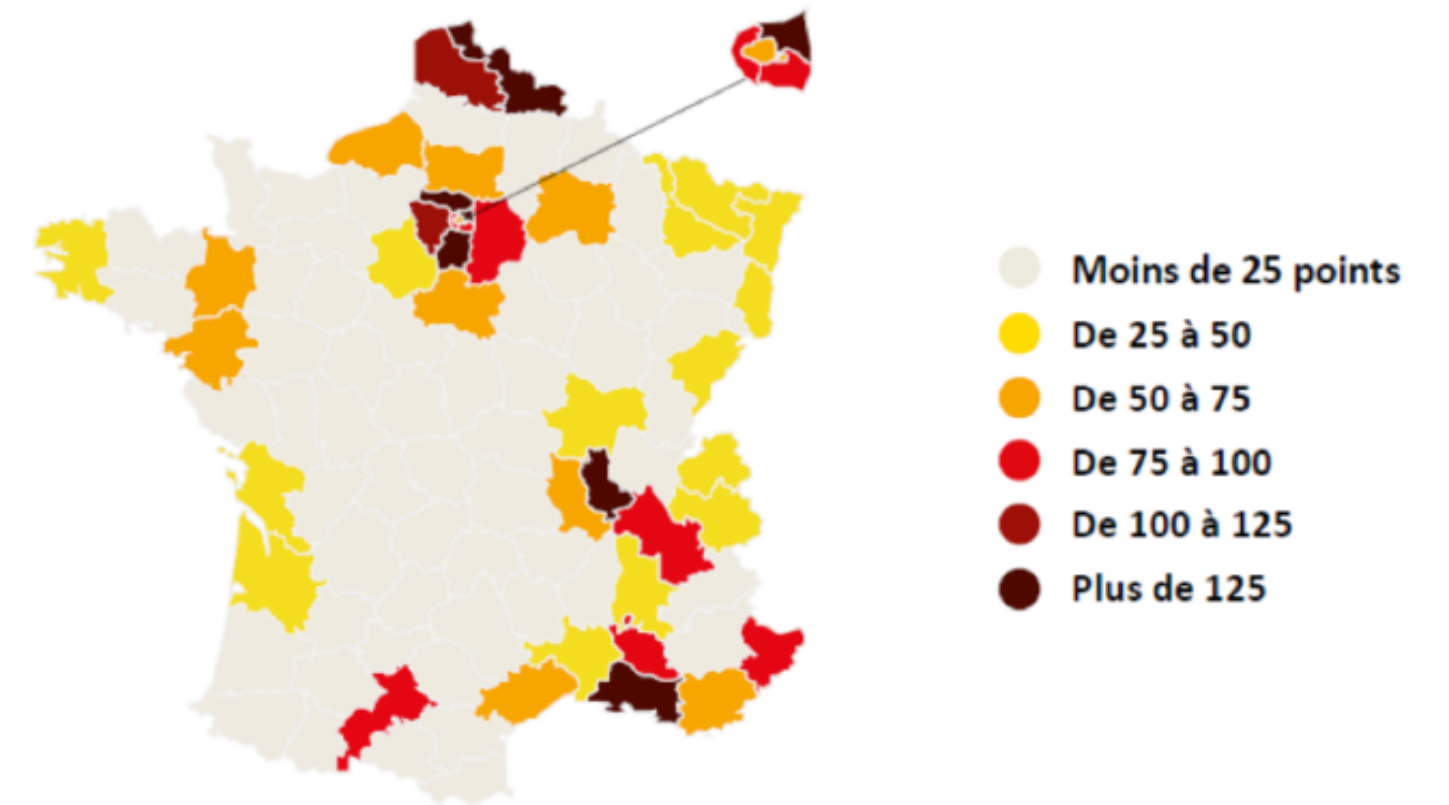 Moins de 25 points
De 25 à 50
De 50 à 75
De 75 à 100
De 100 à 125
Plus de 125